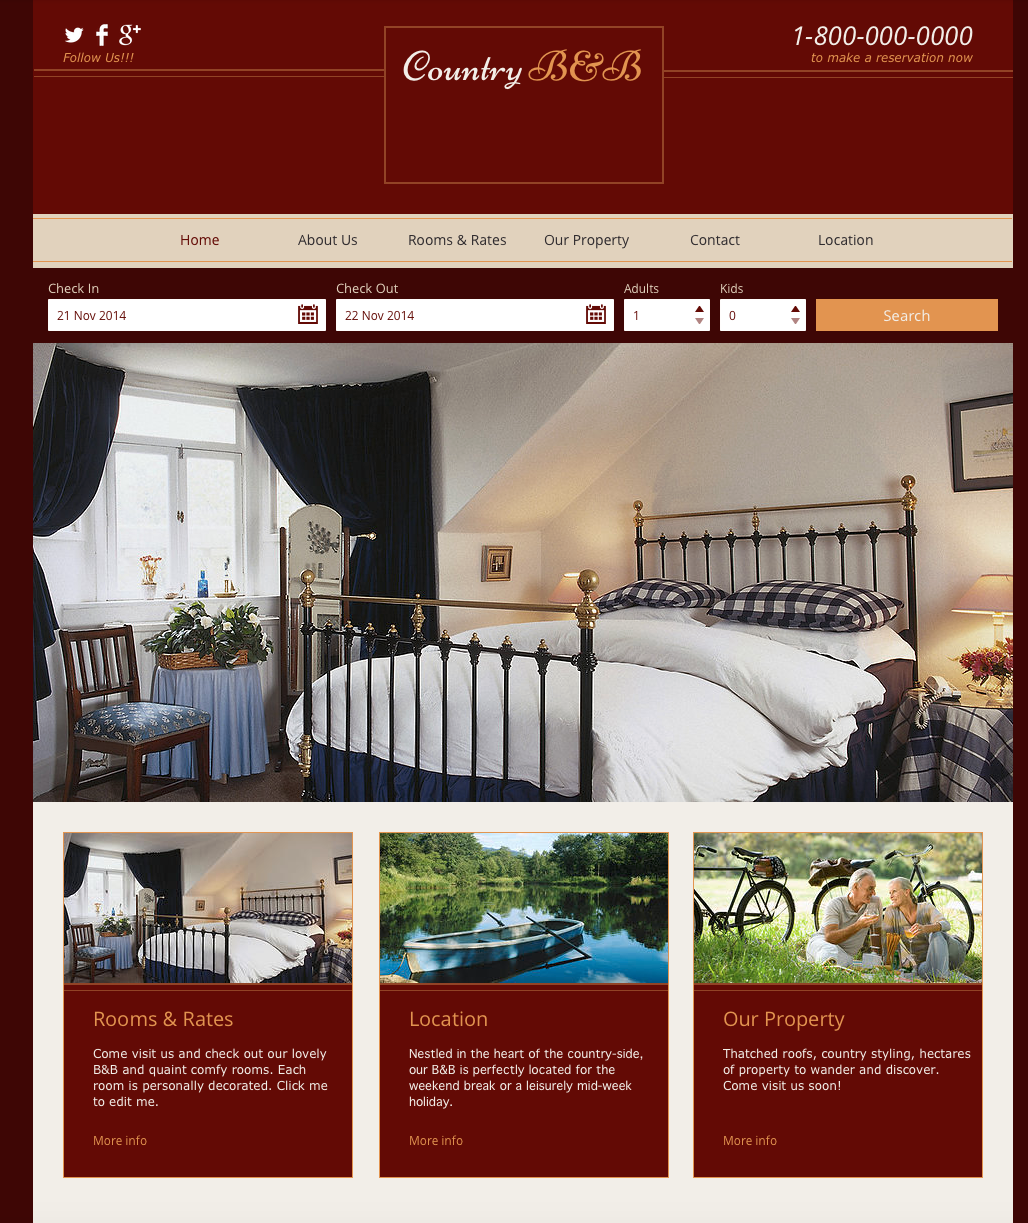 Follow Us!!!
Country B&B
1-800-000-0000
to make a reservation now
Home About Us Rooms & Rates Our Property Contact Location
Check In Check Out Adults Kids
21 Nov 2014 22 Nov 2014 1 0 Search
Rooms & Rates
Come visit us and check out our lovely
B&B and quaint comfy rooms. Each
room is personally decorated. Click me
to edit me.
More info
Location
Nestled in the heart of the country-side,
our B&B is perfectly located for the
weekend break or a leisurely mid-week
holiday.
More info
Our Property
Thatched roofs, country styling, hectares
of property to wander and discover.
Come visit us soon!
More info